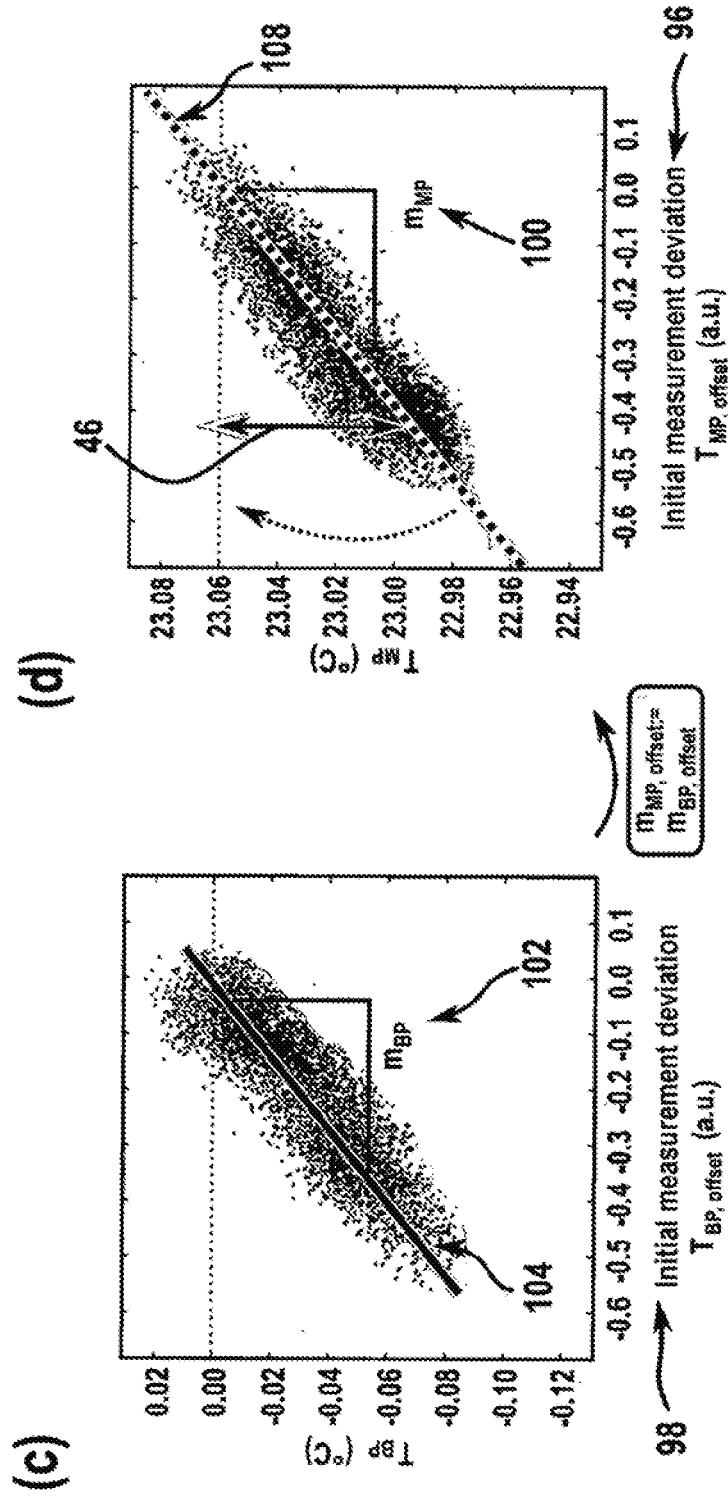 (c)
T_BP (°C)
0.02
0.00
-0.02
-0.04
-0.06
-0.08
-0.10
-0.12
m_BP
102
104
-0.6 -0.5 -0.4 -0.3 -0.2 -0.1 0.0 0.1
98
Initial measurement deviation
T_BP, offset (a.u.)
m_MP, offset:=
m_BP, offset
(d)
T_MP (°C)
23.08
23.06
23.04
23.02
23.00
22.98
22.96
22.94
46
108
m_MP
100
-0.6 -0.5 -0.4 -0.3 -0.2 -0.1 0.0 0.1
Initial measurement deviation
96
T_MP, offset (a.u.)